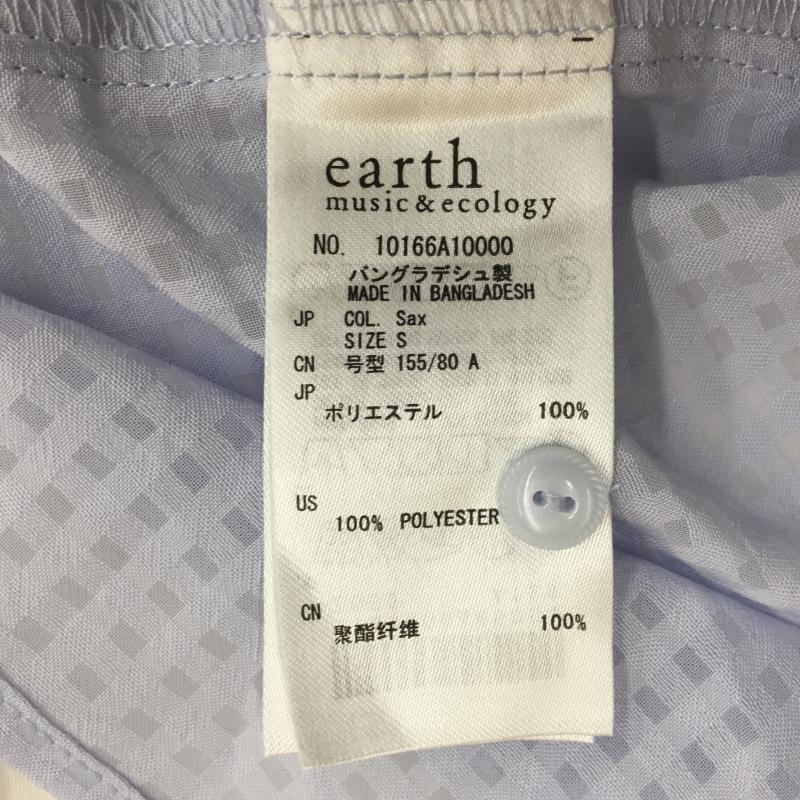 earth
music & ecology
NO. 10166A10000
バングラデシュ製
MADE IN BANGLADESH
JP COL. Sax
SIZE S
CN 号型 155/80 A
JP
ポリエステル 100%
US
100% POLYESTER
CN
聚酯纤维 100%